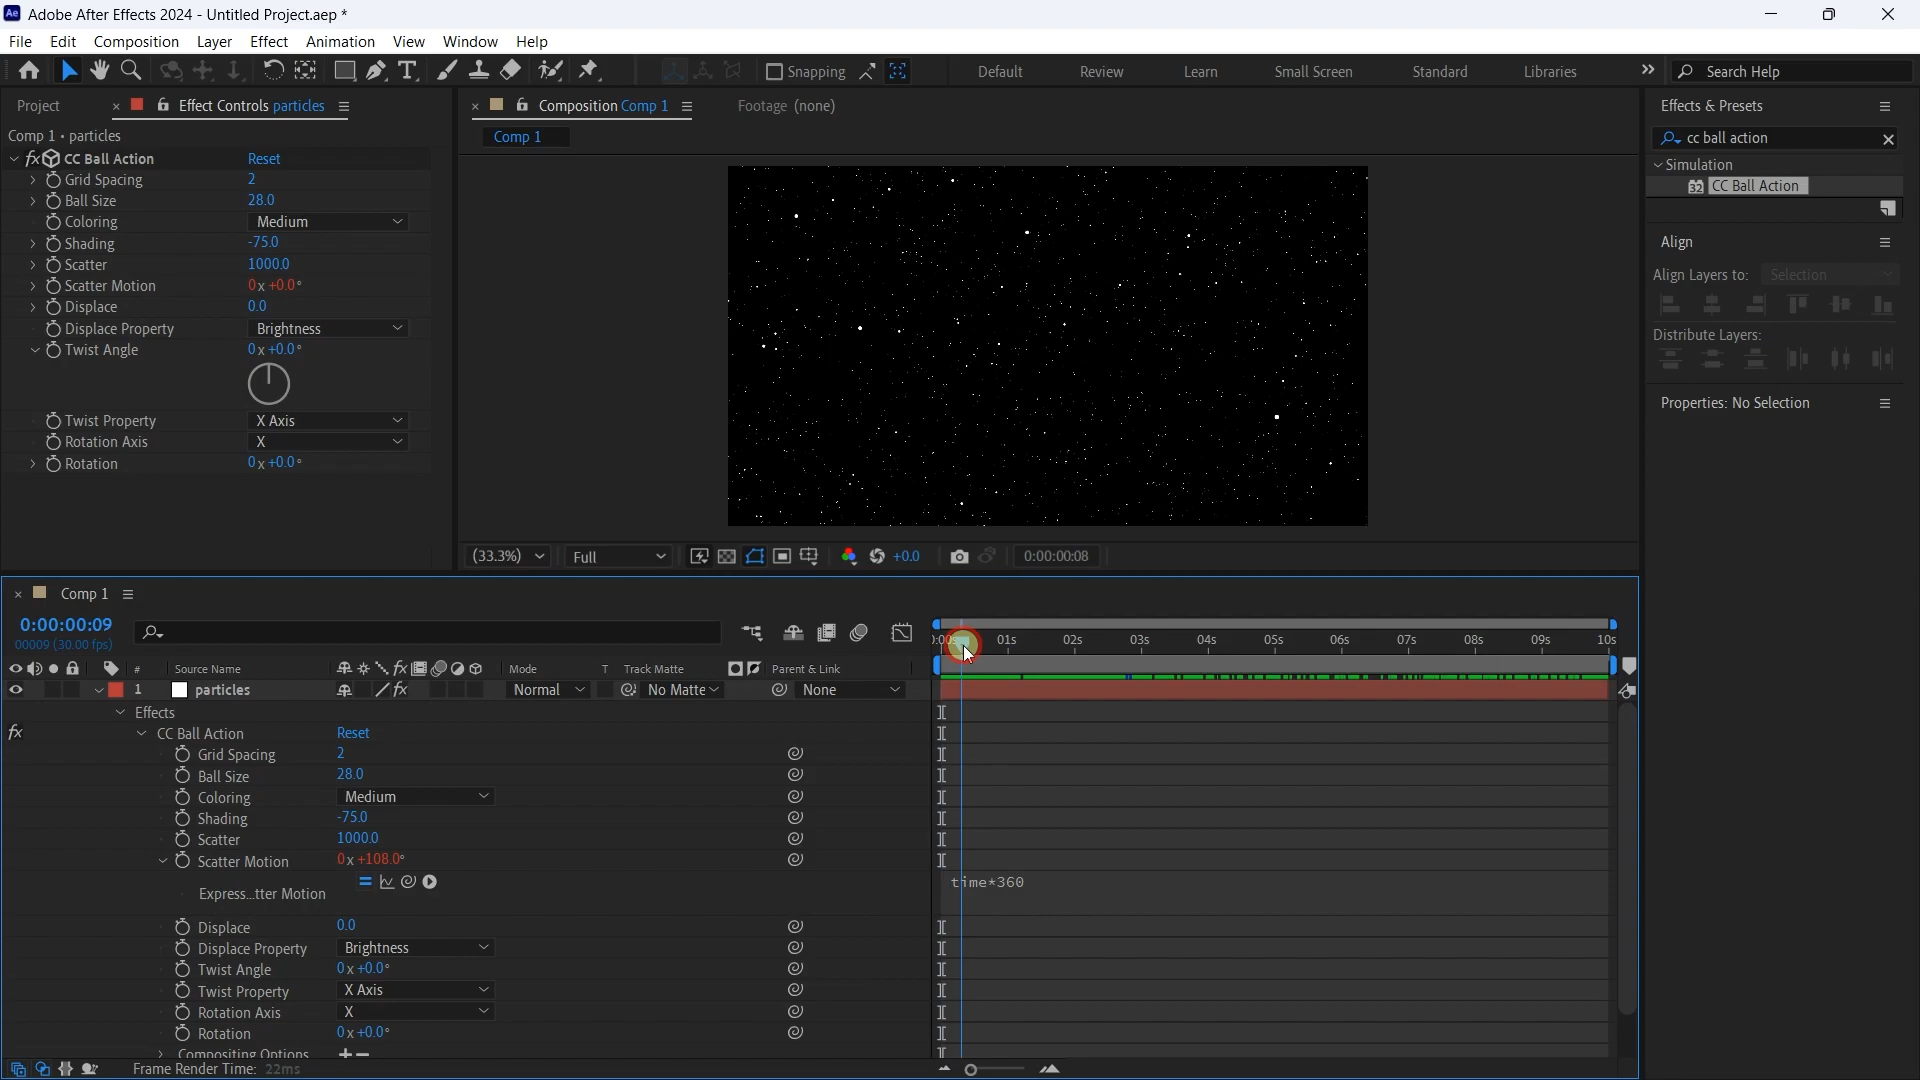 Ae Adobe After Effects 2024 - Untitled Project.aep *
File Edit Composition Layer Effect Animation View Window Help
Snapping Default Review Learn Small Screen Standard Libraries Search Help
Project Effect Controls particles
Comp 1 • particles
fx CC Ball Action Reset
Grid Spacing 2
Ball Size 28.0
Coloring Medium
Shading -75.0
Scatter 1000.0
Scatter Motion 0x+0.0°
Displace 0.0
Displace Property Brightness
Twist Angle 0x+0.0°
Twist Property X Axis
Rotation Axis X
Rotation 0x+0.0°
Composition Comp 1 Footage (none)
Comp 1
(33.3%) Full +0.0 0:00:00:08
Effects & Presets
cc ball action
Simulation
32 CC Ball Action
Align
Align Layers to: Selection
Distribute Layers:
Properties: No Selection
Comp 1
0:00:00:09
00009 (30.00 fps)
01s 02s 03s 04s 05s 06s 07s 08s 09s 10s
# Source Name fx Mode T Track Matte Parent & Link
1 particles fx Normal No Matte None
Effects
fx CC Ball Action Reset
Grid Spacing 2
Ball Size 28.0
Coloring Medium
Shading -75.0
Scatter 1000.0
Scatter Motion 0x+108.0°
Express...tter Motion time*360
Displace 0.0
Displace Property Brightness
Twist Angle 0x+0.0°
Twist Property X Axis
Rotation Axis X
Rotation 0x+0.0°
Compositing Options + −
Frame Render Time: 22ms